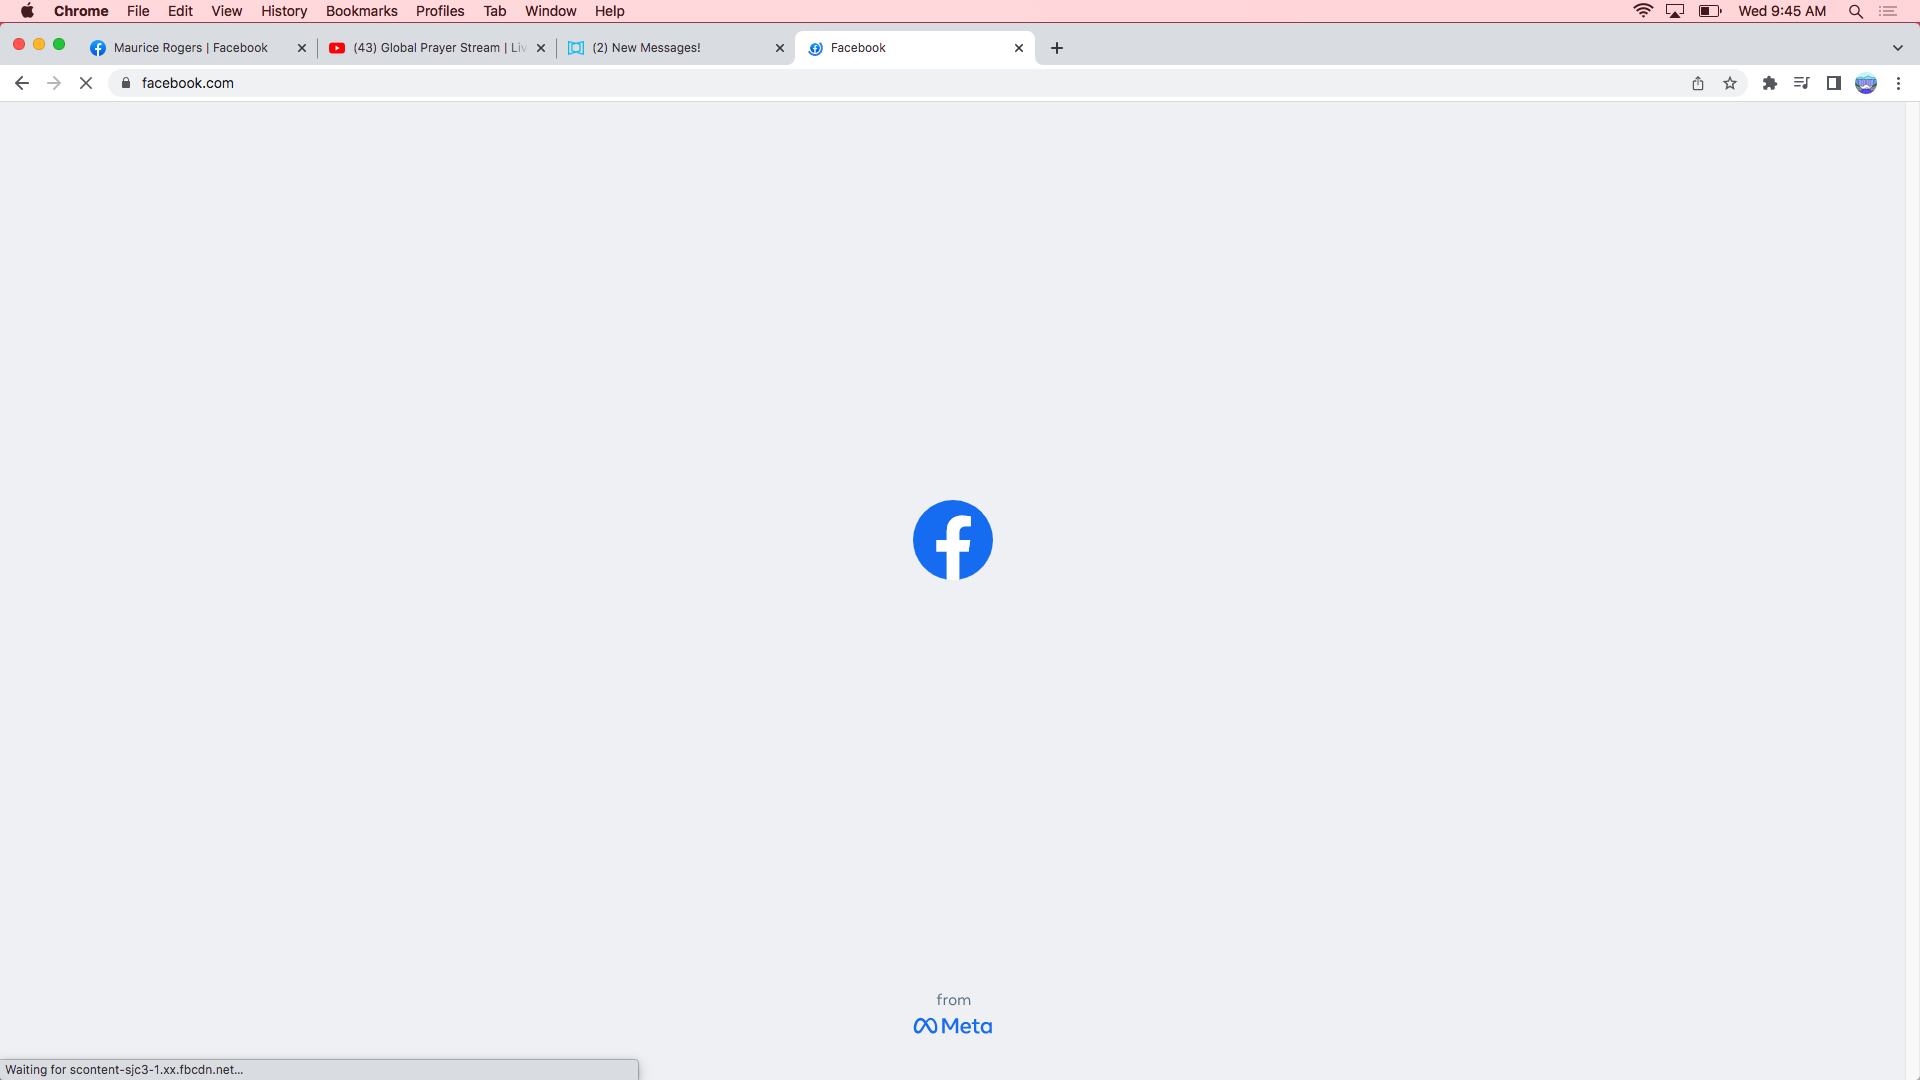 Chrome File Edit View History Bookmarks Profiles Tab Window Help Wed 9:45 AM
Maurice Rogers | Facebook (43) Global Prayer Stream | Liv (2) New Messages! Facebook
facebook.com
from
Meta
Waiting for scontent-sjc3-1.xx.fbcdn.net...